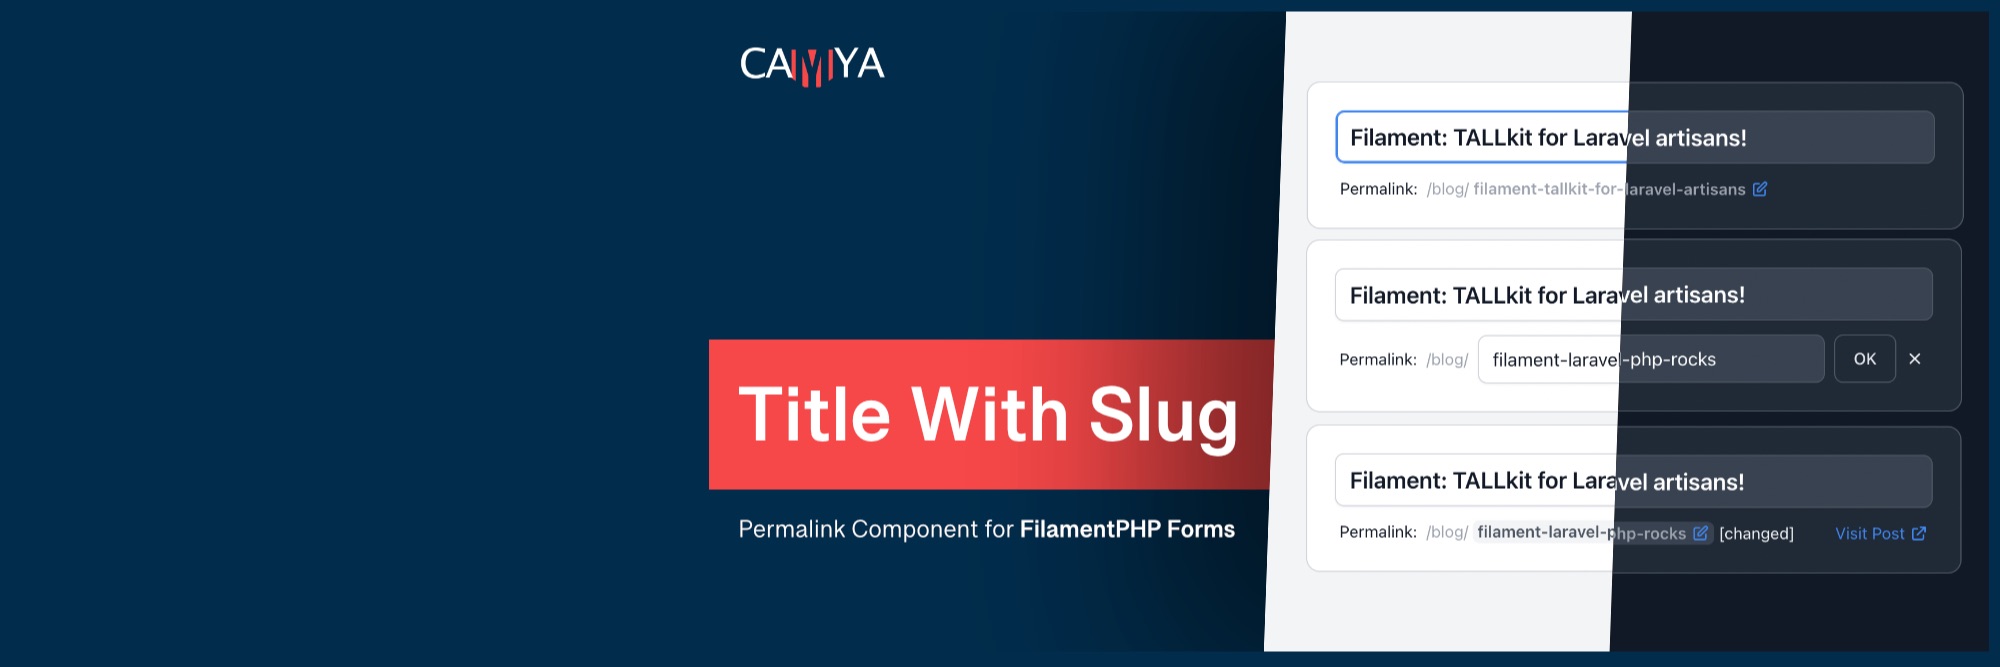 CAMYA
Title With Slug
Permalink Component for FilamentPHP Forms
Filament: TALLkit for Laravel artisans!
Permalink: /blog/ filament-tallkit-for-laravel-artisans
Filament: TALLkit for Laravel artisans!
Permalink: /blog/ filament-laravel-php-rocks OK ×
Filament: TALLkit for Laravel artisans!
Permalink: /blog/ filament-laravel-php-rocks [changed] Visit Post